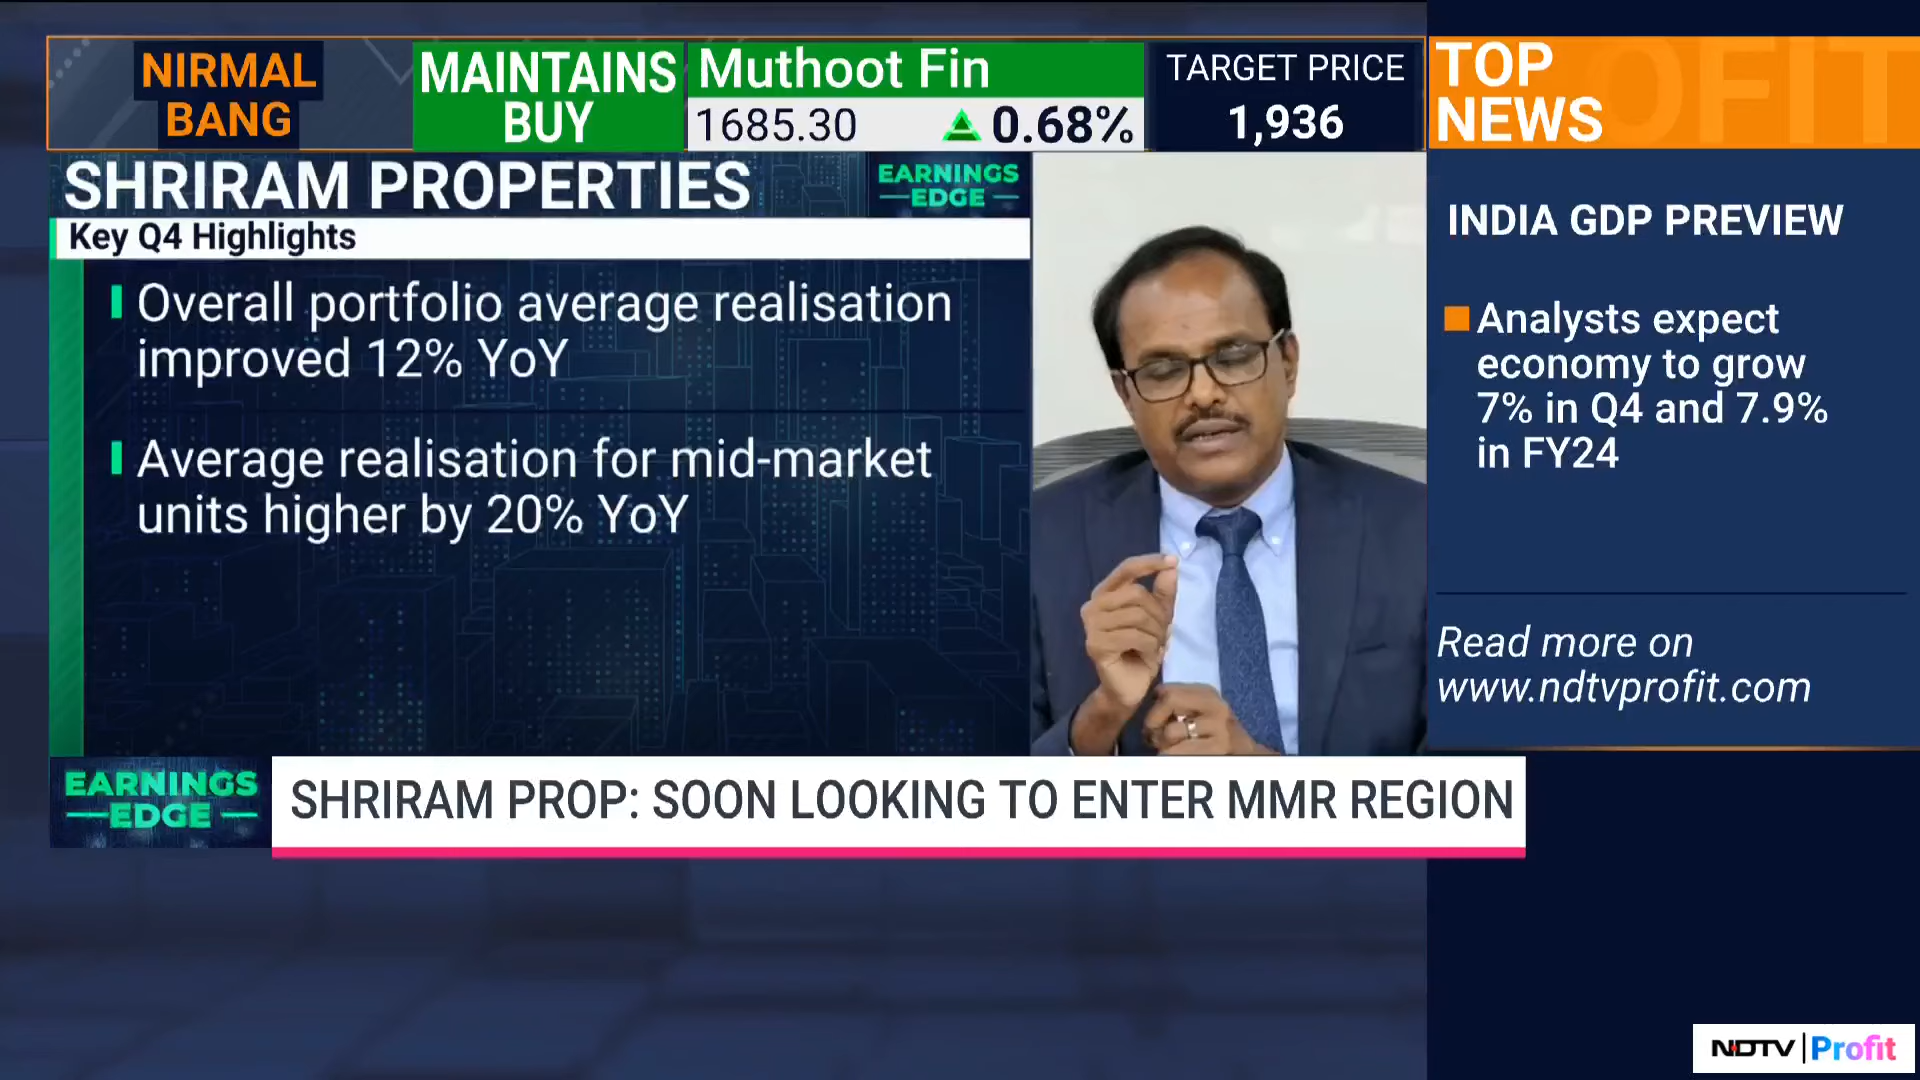 NIRMAL
BANG
MAINTAINS
BUY
Muthoot Fin
1685.30 0.68%
TARGET PRICE
1,936
TOP
NEWS
SHRIRAM PROPERTIES
EARNINGS
EDGE
Key Q4 Highlights
Overall portfolio average realisation
improved 12% YoY
Average realisation for mid-market
units higher by 20% YoY
INDIA GDP PREVIEW
Analysts expect
economy to grow
7% in Q4 and 7.9%
in FY24
Read more on
www.ndtvprofit.com
EARNINGS
EDGE
SHRIRAM PROP: SOON LOOKING TO ENTER MMR REGION
NDTV Profit